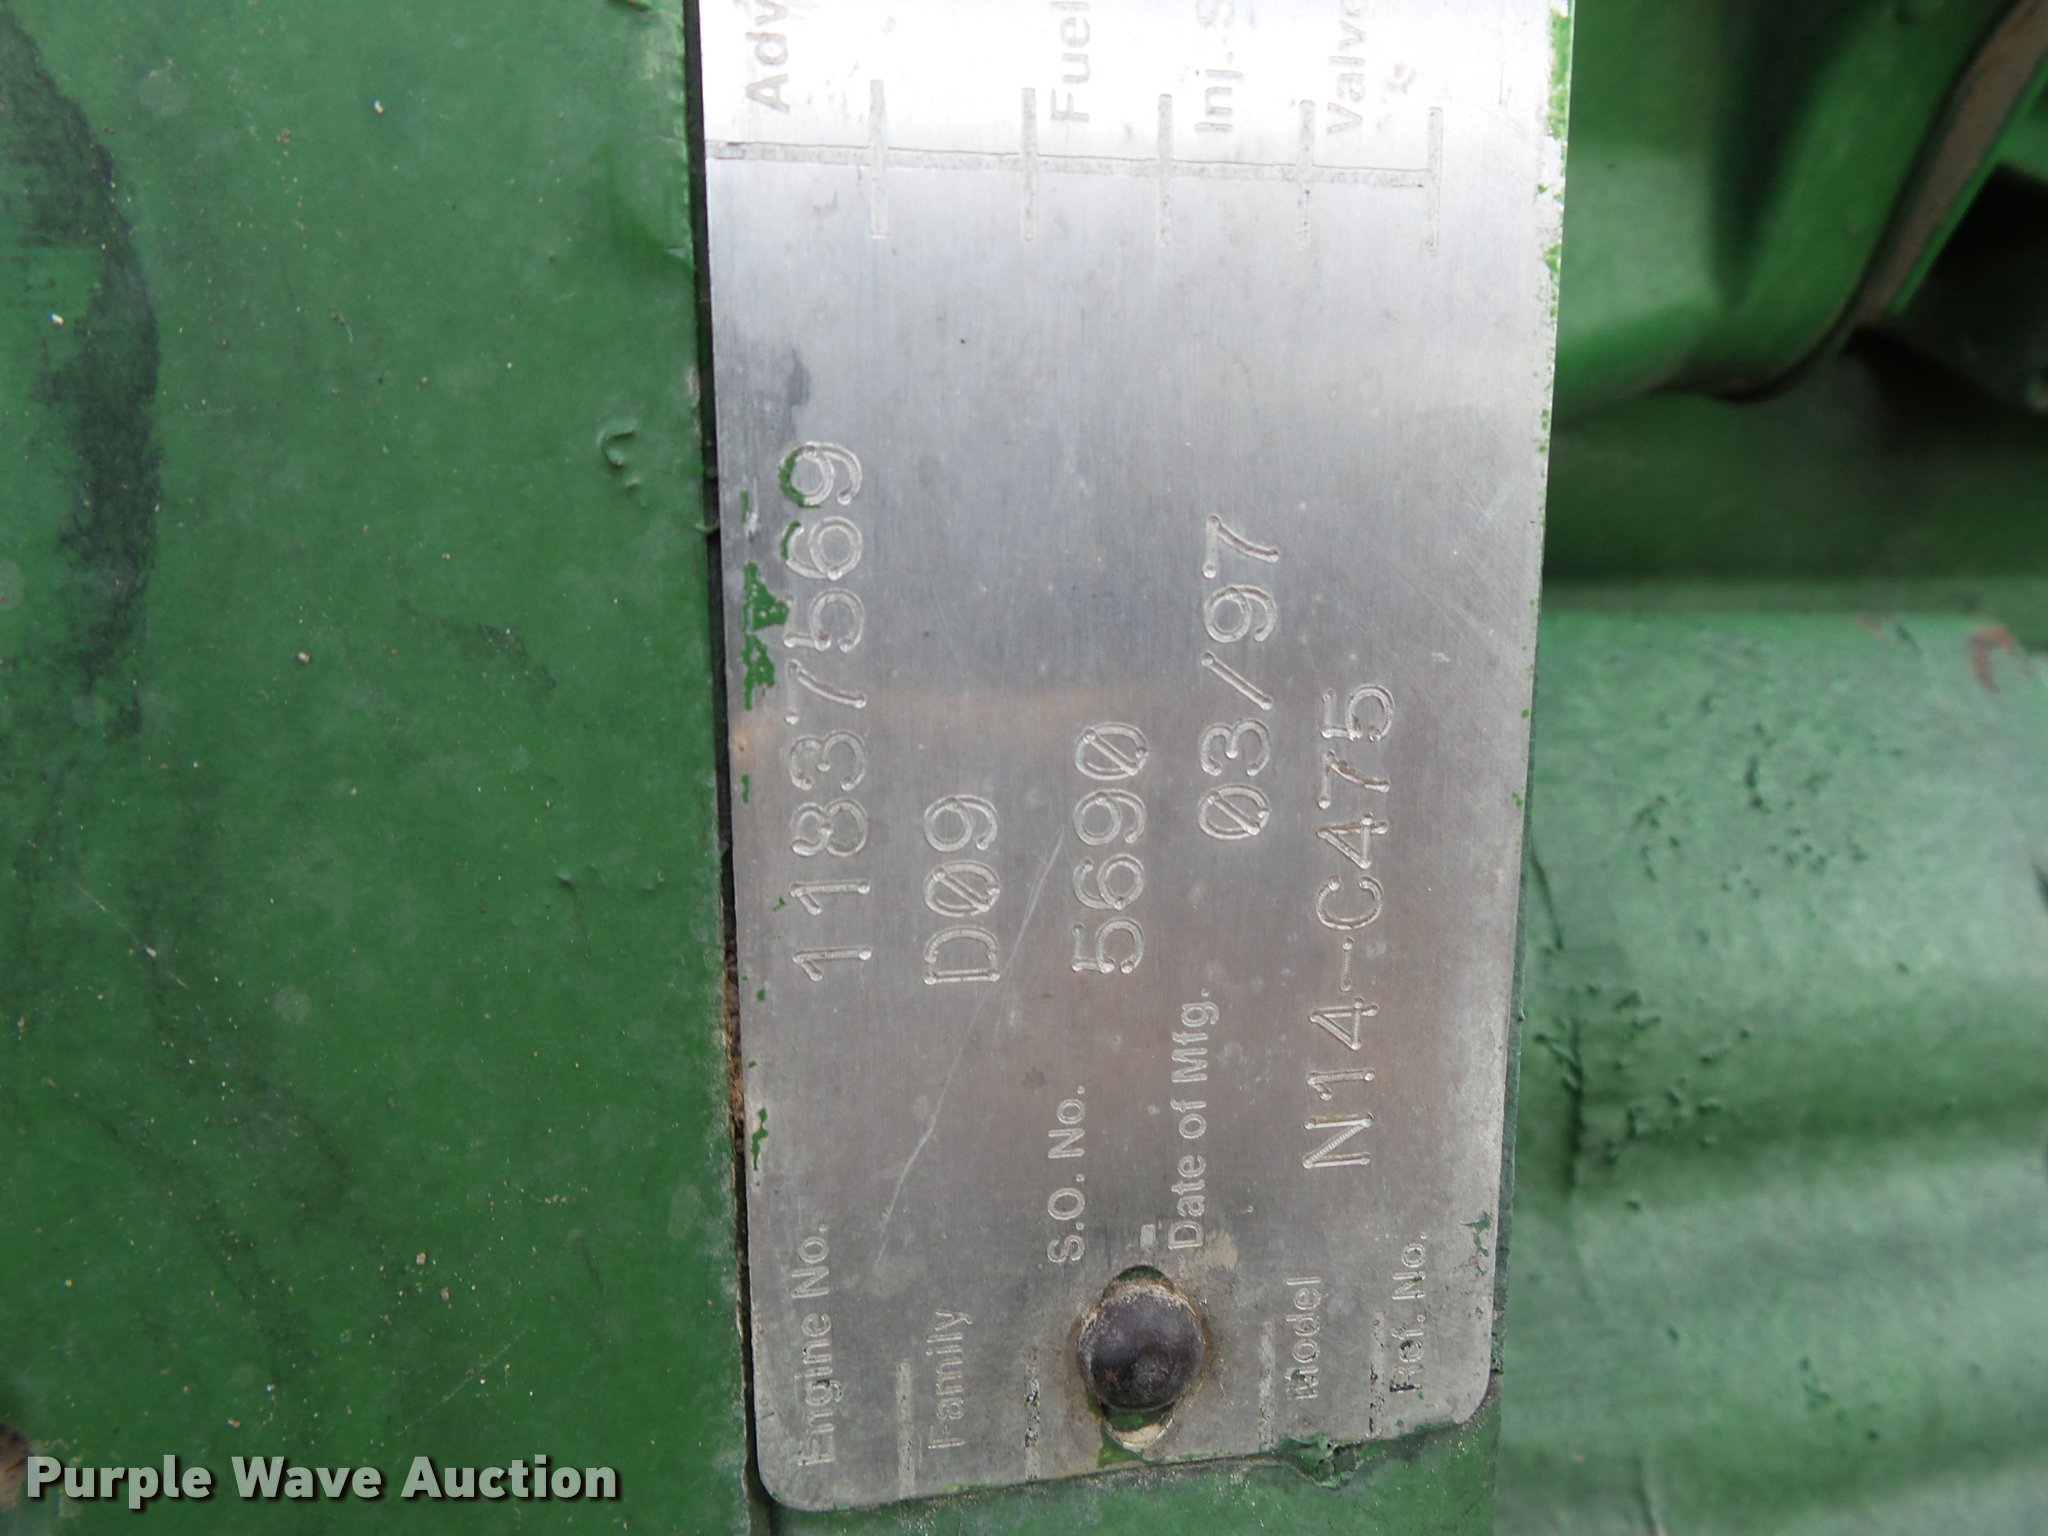 Engine No. 11837569
Family D09
S.O. No. 5690
Date of Mfg. 03/97
Model N14-C475
Ref. No.
Adv
Fuel
Inj. S
Valve
Purple Wave Auction